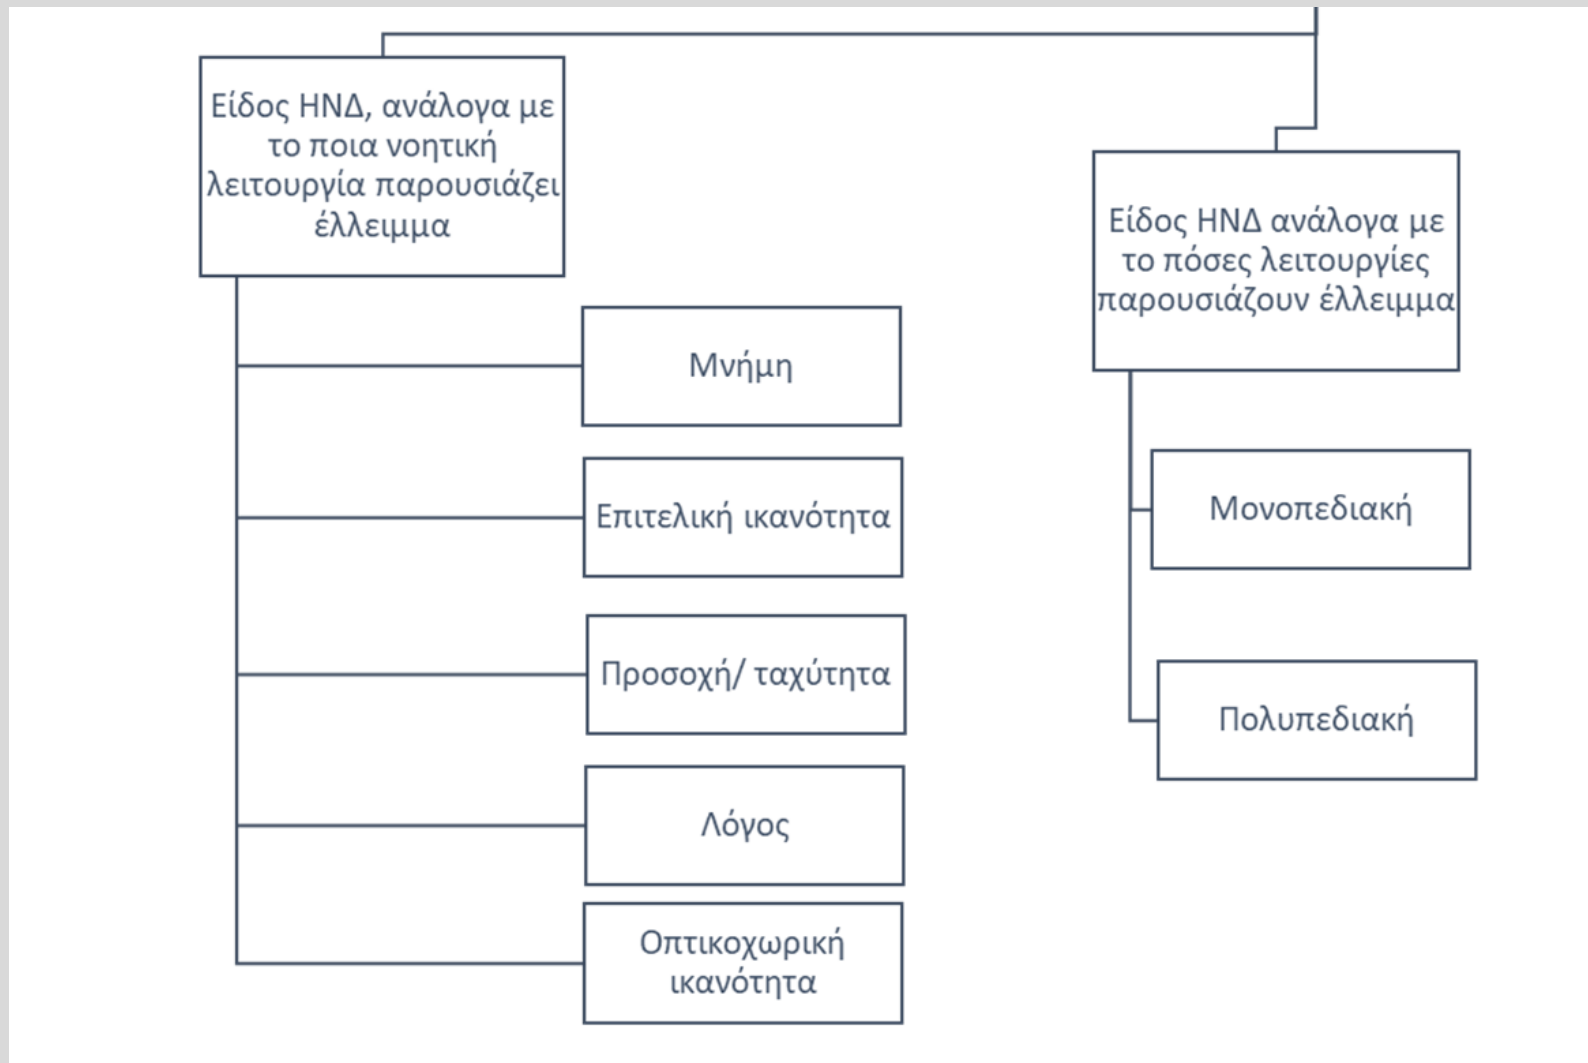 Είδος ΗΝΔ, ανάλογα με
το ποια νοητική
λειτουργία παρουσιάζει
έλλειμμα
Μνήμη
Επιτελική ικανότητα
Προσοχή/ ταχύτητα
Λόγος
Οπτικοχωρική
ικανότητα
Είδος ΗΝΔ ανάλογα με
το πόσες λειτουργίες
παρουσιάζουν έλλειμμα
Μονοπεδιακή
Πολυπεδιακή